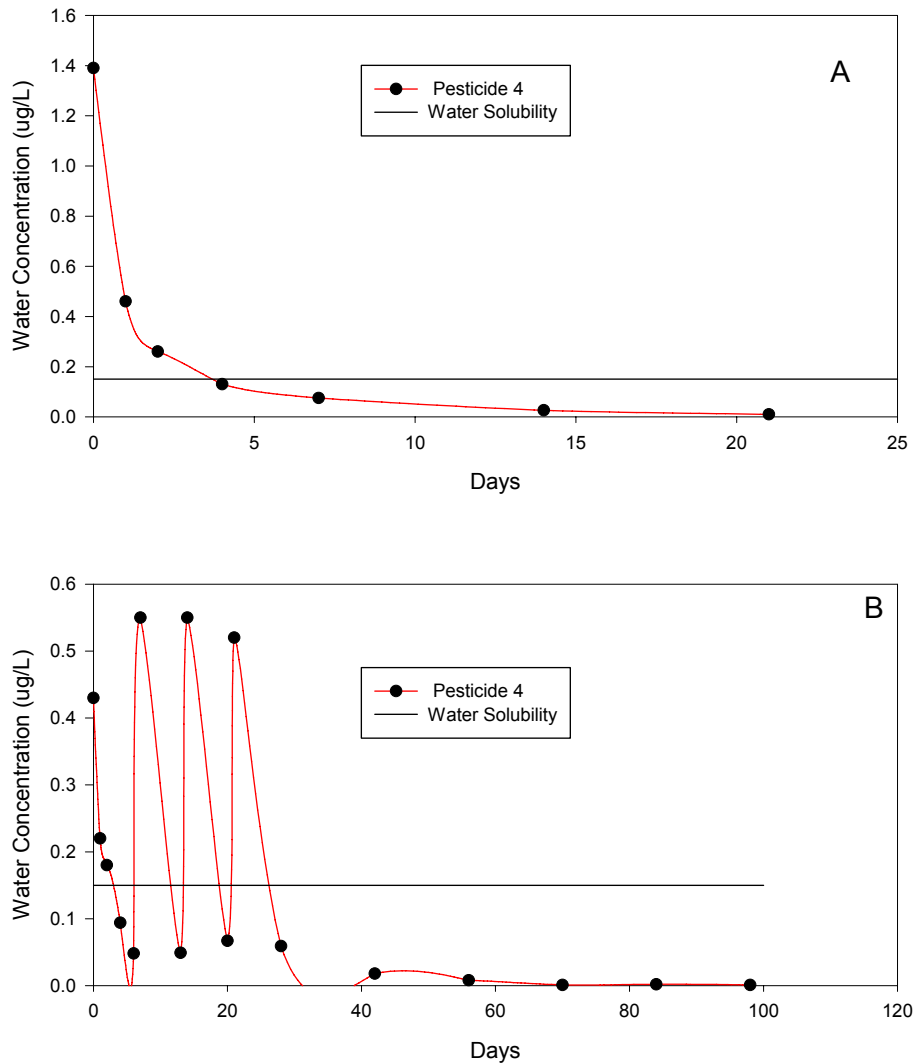 A
Pesticide 4
Water Solubility
Water Concentration (ug/L)
1.6
1.4
1.2
1.0
0.8
0.6
0.4
0.2
0.0
0 5 10 15 20 25
Days
B
Pesticide 4
Water Solubility
Water Concentration (ug/L)
0.6
0.5
0.4
0.3
0.2
0.1
0.0
0 20 40 60 80 100 120
Days